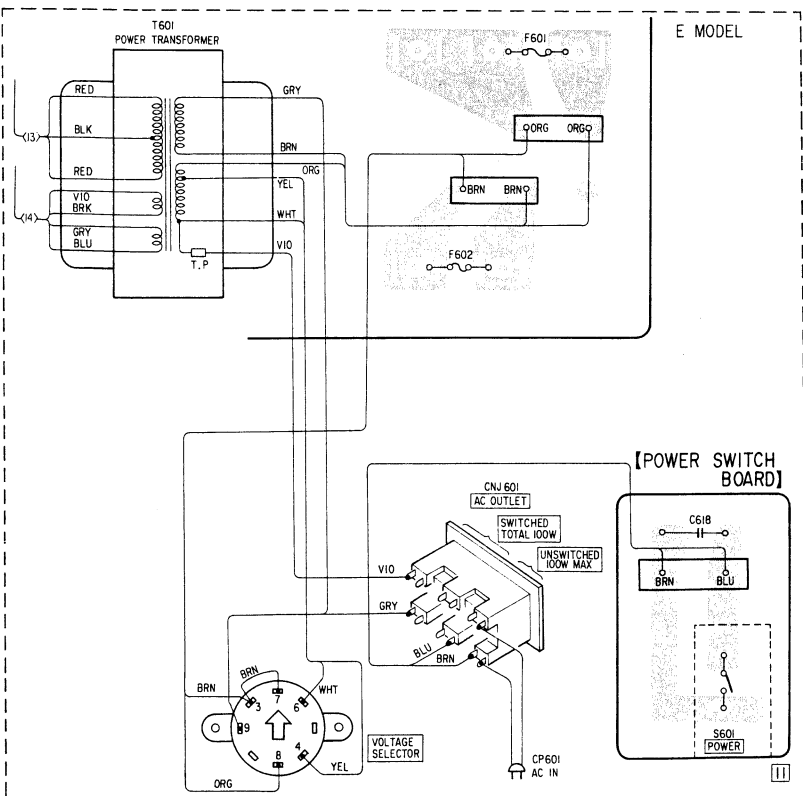 T601
POWER TRANSFORMER
F601
E MODEL
RED
GRY
ORG ORG
BLK
13
BRN
RED
ORG
YEL
BRN BRN
VIO
BRK
WHT
14
GRY
BLU
VIO
T.P
F602
【POWER SWITCH
BOARD】
CNJ 601
AC OUTLET
SWITCHED
TOTAL 100W
C618
UNSWITCHED
100W MAX
VIO
BRN BLU
GRY
BLU
BRN
BRN
BRN
7
WHT
3
6
9
S601
POWER
VOLTAGE
SELECTOR
4
8
YEL
CP601
AC IN
ORG
11